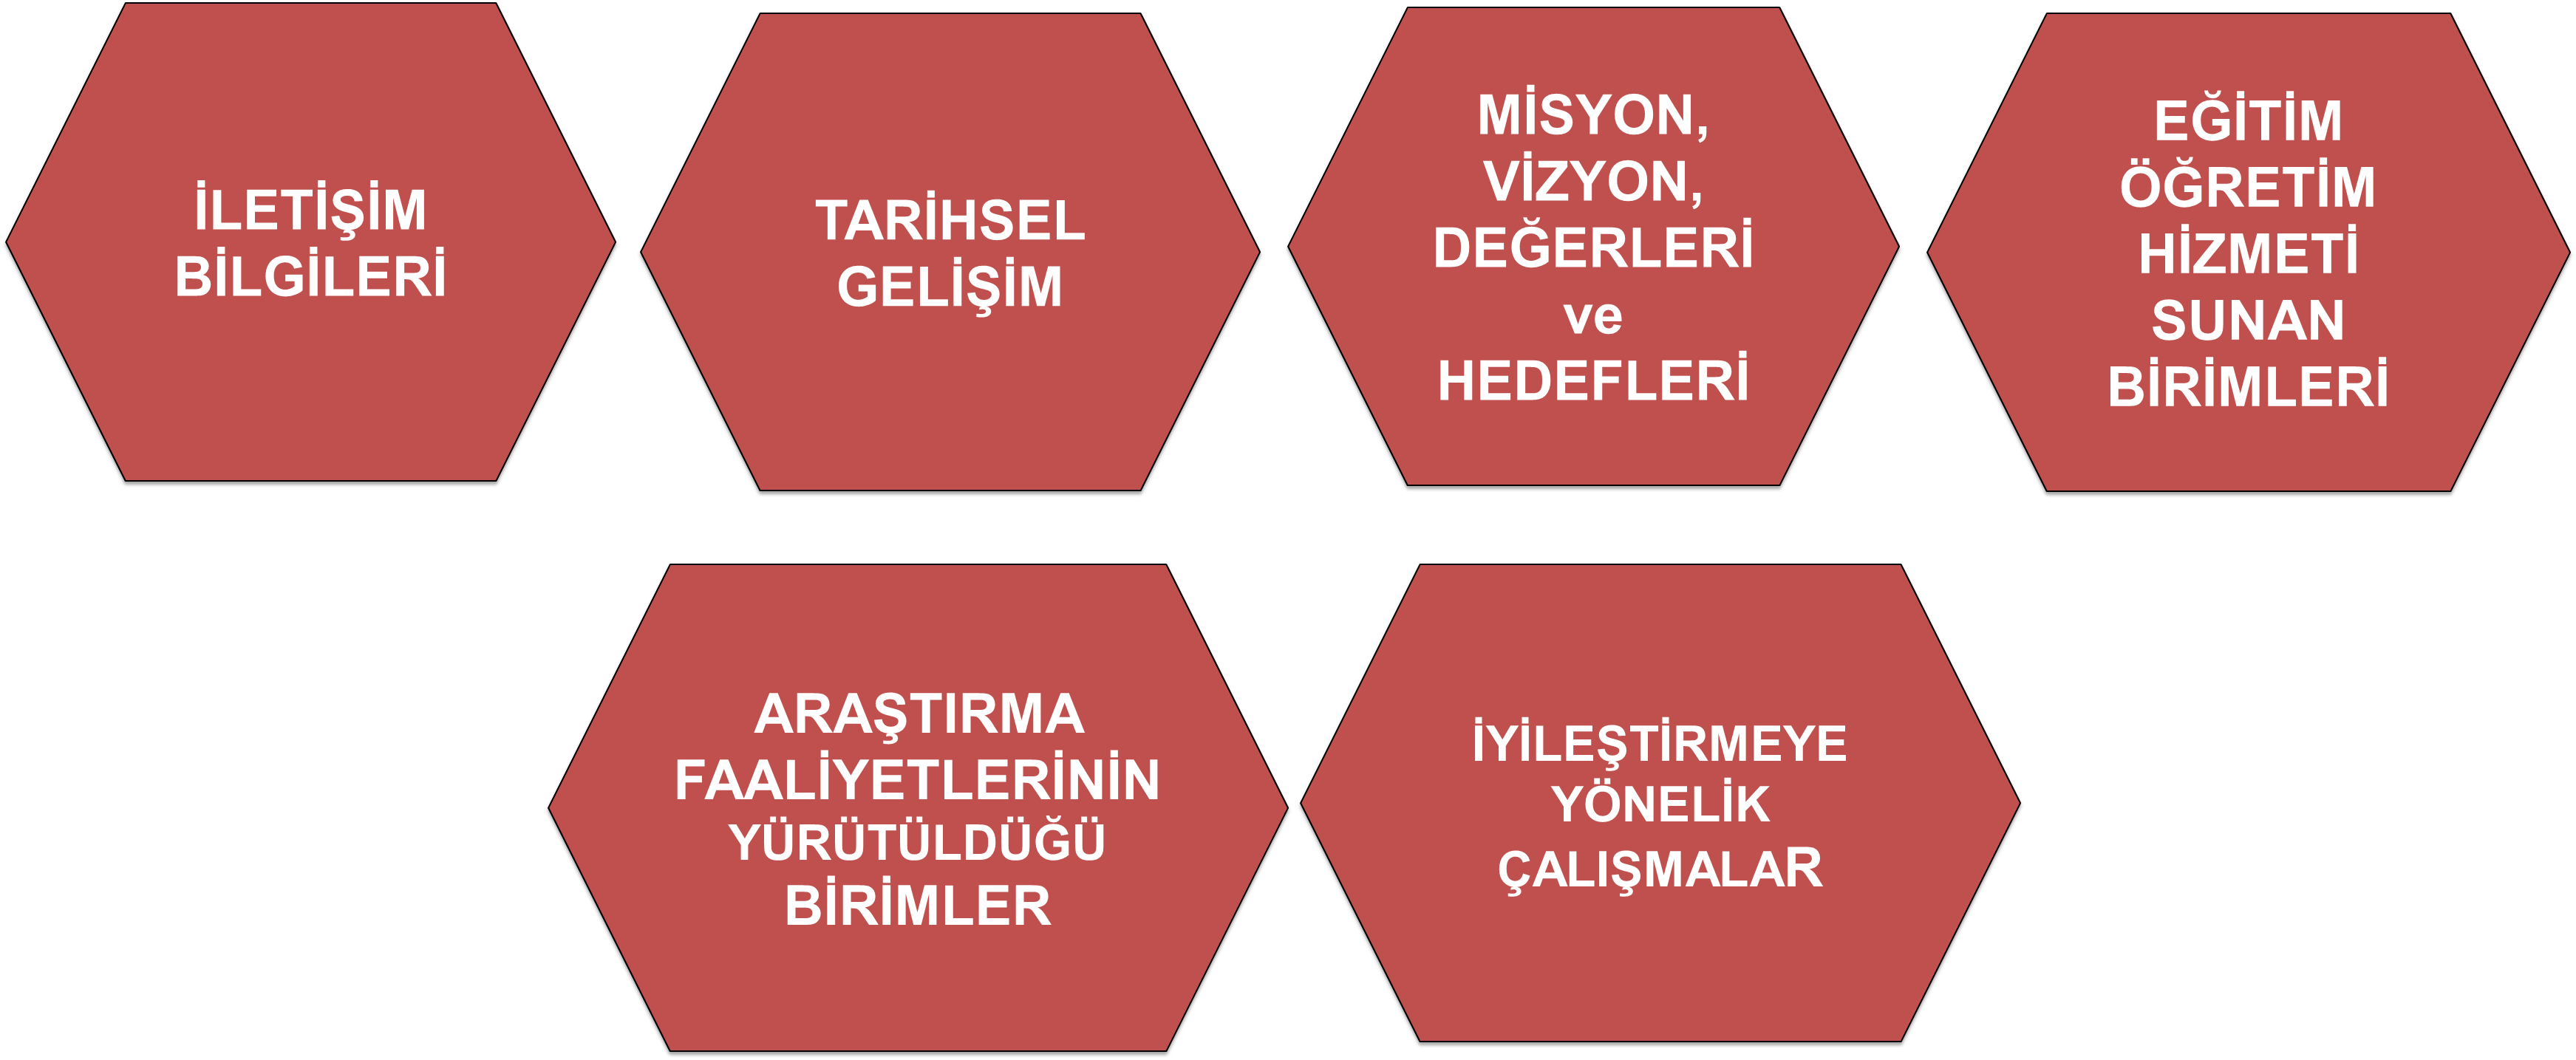 İLETİŞİM
BİLGİLERİ
TARİHSEL
GELİŞİM
MİSYON,
VİZYON,
DEĞERLERİ
ve
HEDEFLERİ
EĞİTİM
ÖĞRETİM
HİZMETİ
SUNAN
BİRİMLERİ
ARAŞTIRMA
FAALİYETLERİNİN
YÜRÜTÜLDÜĞÜ
BİRİMLER
İYİLEŞTİRMEYE
YÖNELİK
ÇALIŞMALAR